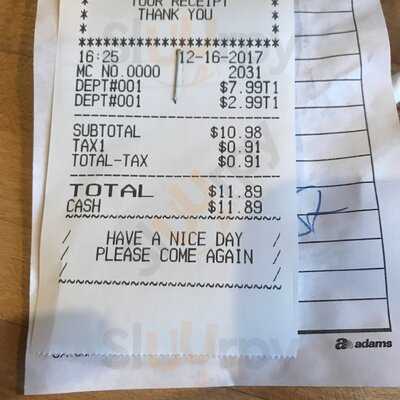 YOUR RECEIPT
THANK YOU
16:25 12-16-2017
MC NO.0000 2031
DEPT#001 $7.99T1
DEPT#001 $2.99T1
SUBTOTAL $10.98
TAX1 $0.91
TOTAL-TAX $0.91
TOTAL $11.89
CASH $11.89
HAVE A NICE DAY
PLEASE COME AGAIN
adams
sluurpy